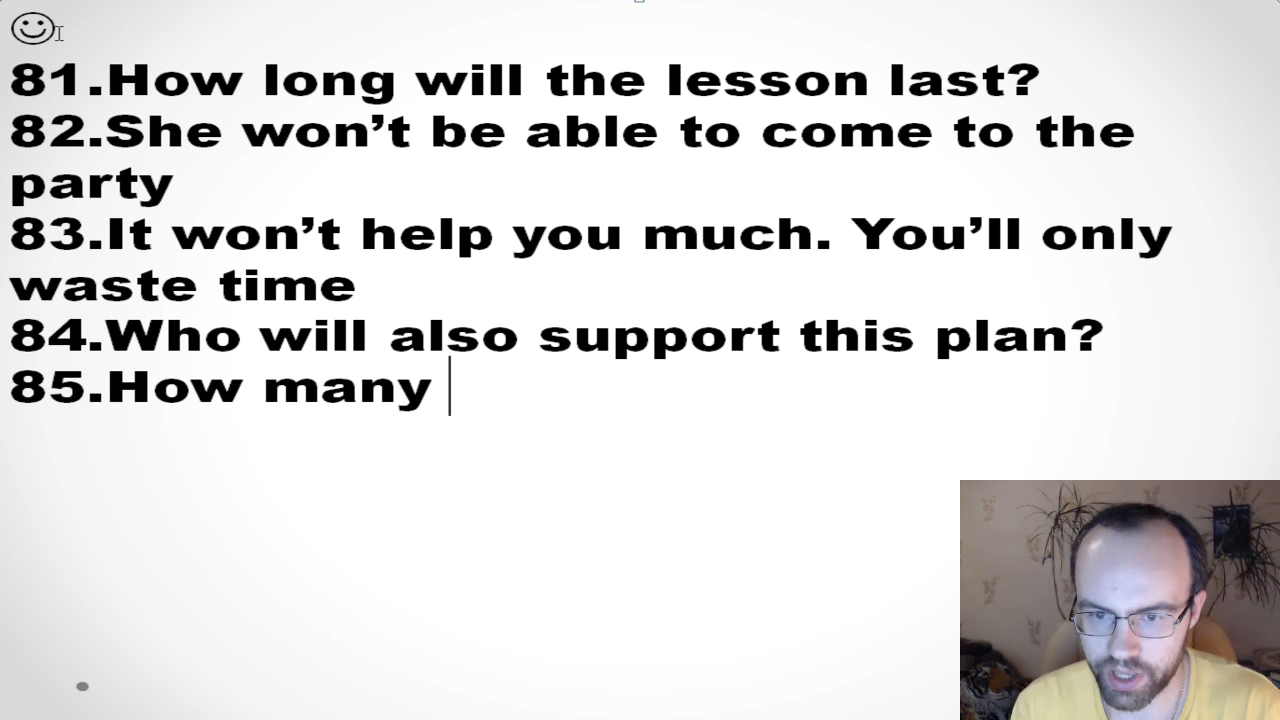 81.How long will the lesson last?
82.She won’t be able to come to the
party
83.It won’t help you much. You’ll only
waste time
84.Who will also support this plan?
85.How many